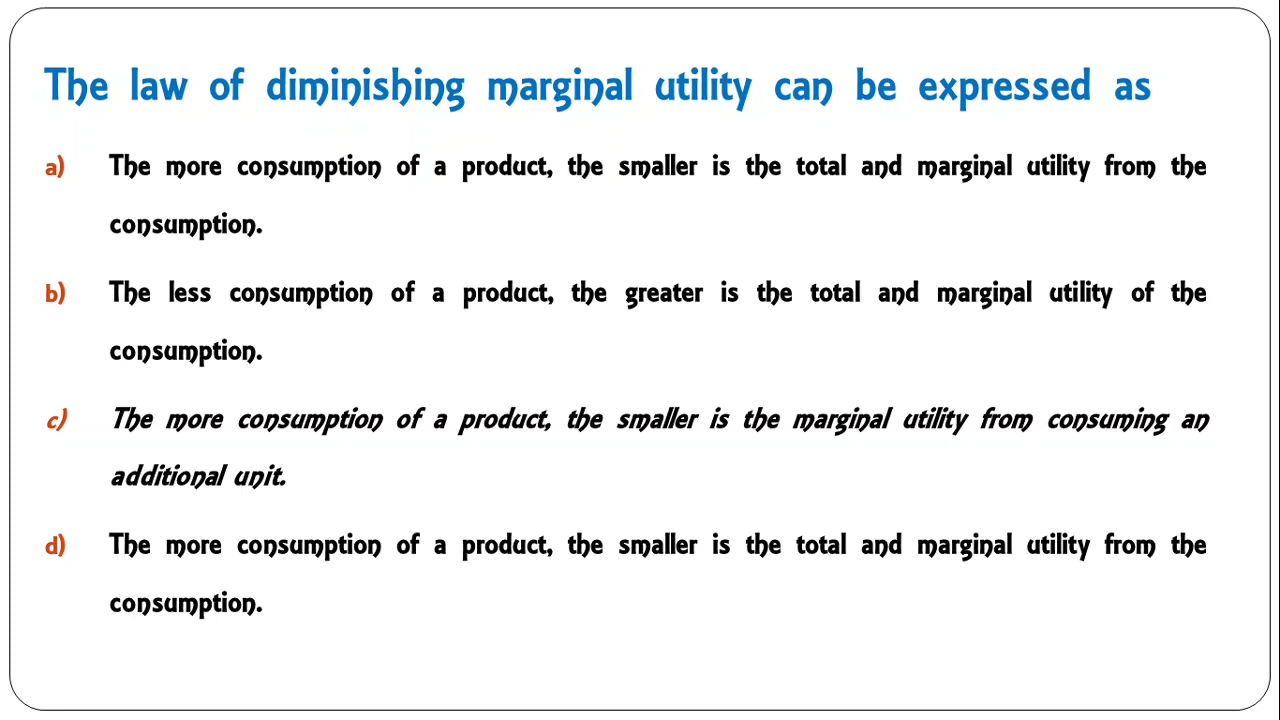 The law of diminishing marginal utility can be expressed as
a) The more consumption of a product, the smaller is the total and marginal utility from the
consumption.
b) The less consumption of a product, the greater is the total and marginal utility of the
consumption.
c) The more consumption of a product, the smaller is the marginal utility from consuming an
additional unit.
d) The more consumption of a product, the smaller is the total and marginal utility from the
consumption.